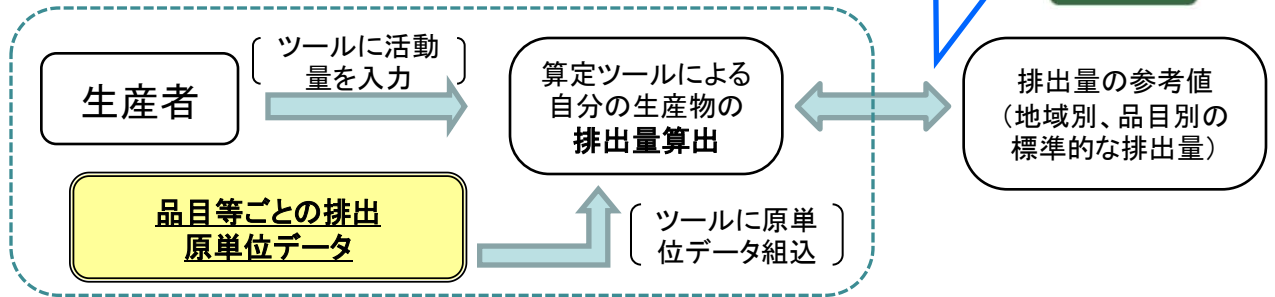 生産者
ツールに活動
量を入力
算定ツールによる
自分の生産物の
排出量算出
排出量の参考値
（地域別、品目別の
標準的な排出量）
品目等ごとの排出
原単位データ
ツールに原単
位データ組込